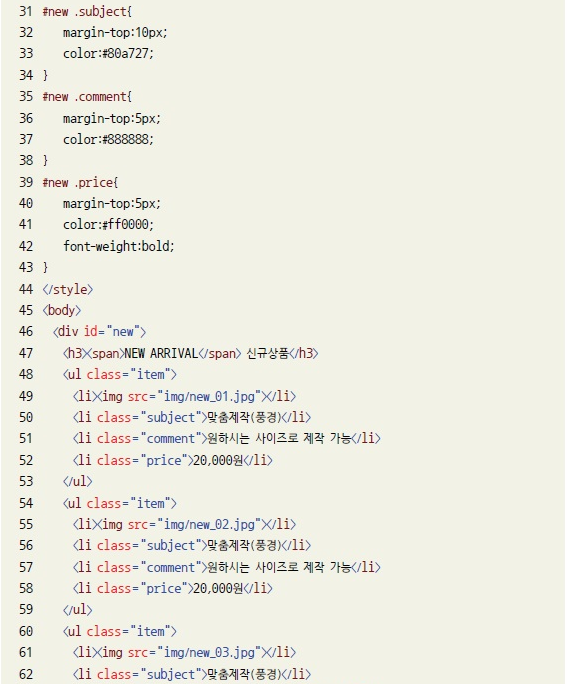 31 #new .subject{
32 margin-top:10px;
33 color:#80a727;
34 }
35 #new .comment{
36 margin-top:5px;
37 color:#888888;
38 }
39 #new .price{
40 margin-top:5px;
41 color:#ff0000;
42 font-weight:bold;
43 }
44 </style>
45 <body>
46 <div id="new">
47 <h3><span>NEW ARRIVAL</span> 신규상품</h3>
48 <ul class="item">
49 <li><img src="img/new_01.jpg"></li>
50 <li class="subject">맞춤제작(풍경)</li>
51 <li class="comment">원하시는 사이즈로 제작 가능</li>
52 <li class="price">20,000원</li>
53 </ul>
54 <ul class="item">
55 <li><img src="img/new_02.jpg"></li>
56 <li class="subject">맞춤제작(풍경)</li>
57 <li class="comment">원하시는 사이즈로 제작 가능</li>
58 <li class="price">20,000원</li>
59 </ul>
60 <ul class="item">
61 <li><img src="img/new_03.jpg"></li>
62 <li class="subject">맞춤제작(풍경)</li>